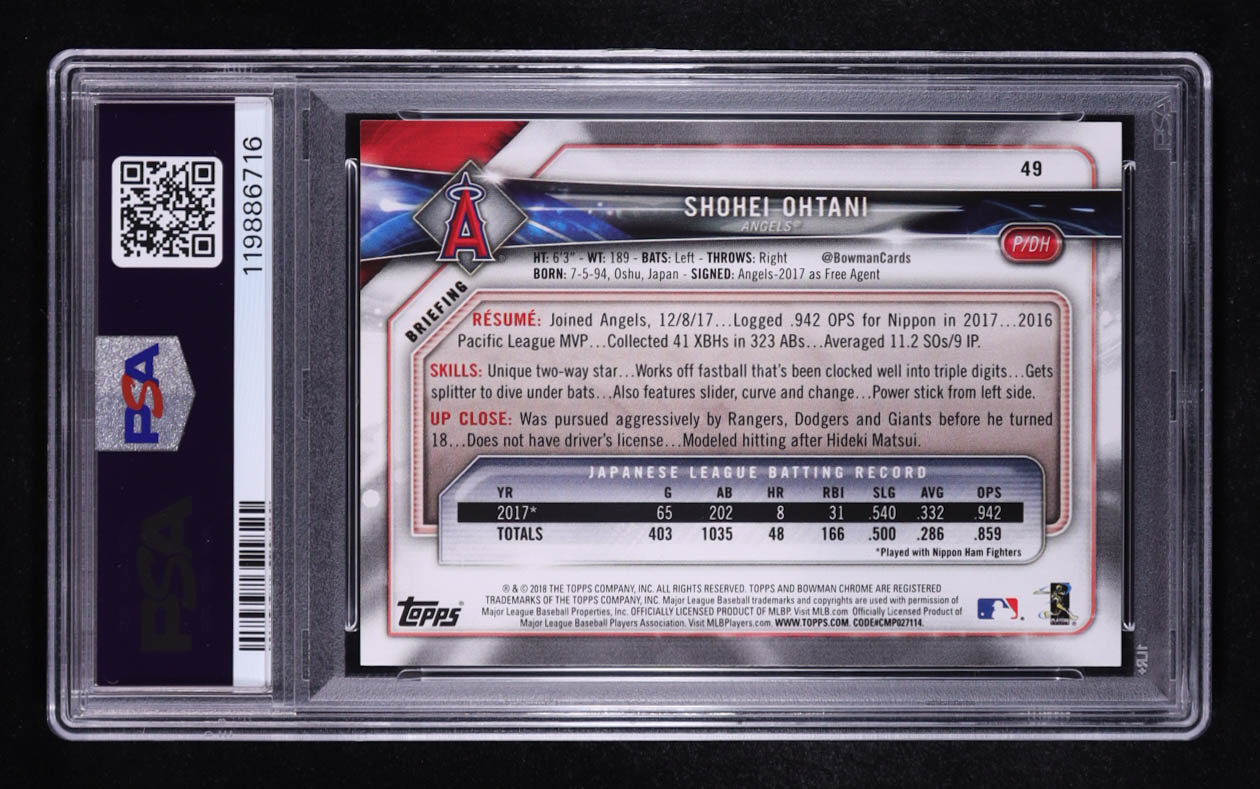 119886716
PSA
PSA
49
A
SHOHEI OHTANI
ANGELS®
P/DH
HT: 6'3" - WT: 189 - BATS: Left - THROWS: Right @BowmanCards
BORN: 7-5-94, Oshu, Japan - SIGNED: Angels-2017 as Free Agent
BRIEFING
RÉSUMÉ: Joined Angels, 12/8/17...Logged .942 OPS for Nippon in 2017...2016
Pacific League MVP...Collected 41 XBHs in 323 ABs...Averaged 11.2 SOs/9 IP.
SKILLS: Unique two-way star...Works off fastball that's been clocked well into triple digits...Gets
splitter to dive under bats...Also features slider, curve and change...Power stick from left side.
UP CLOSE: Was pursued aggressively by Rangers, Dodgers and Giants before he turned
18...Does not have driver's license...Modeled hitting after Hideki Matsui.
JAPANESE LEAGUE BATTING RECORD
YR G AB HR RBI SLG AVG OPS
2017* 65 202 8 31 .540 .332 .942
TOTALS 403 1035 48 166 .500 .286 .859
*Played with Nippon Ham Fighters
® & © 2018 THE TOPPS COMPANY, INC. ALL RIGHTS RESERVED. TOPPS AND BOWMAN CHROME ARE REGISTERED
TRADEMARKS OF THE TOPPS COMPANY, INC. Major League Baseball trademarks and copyrights are used with permission of
Major League Baseball Properties, Inc. OFFICIALLY LICENSED PRODUCT OF MLBP. Visit MLB.com Officially Licensed Product of
Major League Baseball Players Association. Visit MLBPlayers.com. WWW.TOPPS.COM. CODE#CMP027114.
TOPPS®
PSA